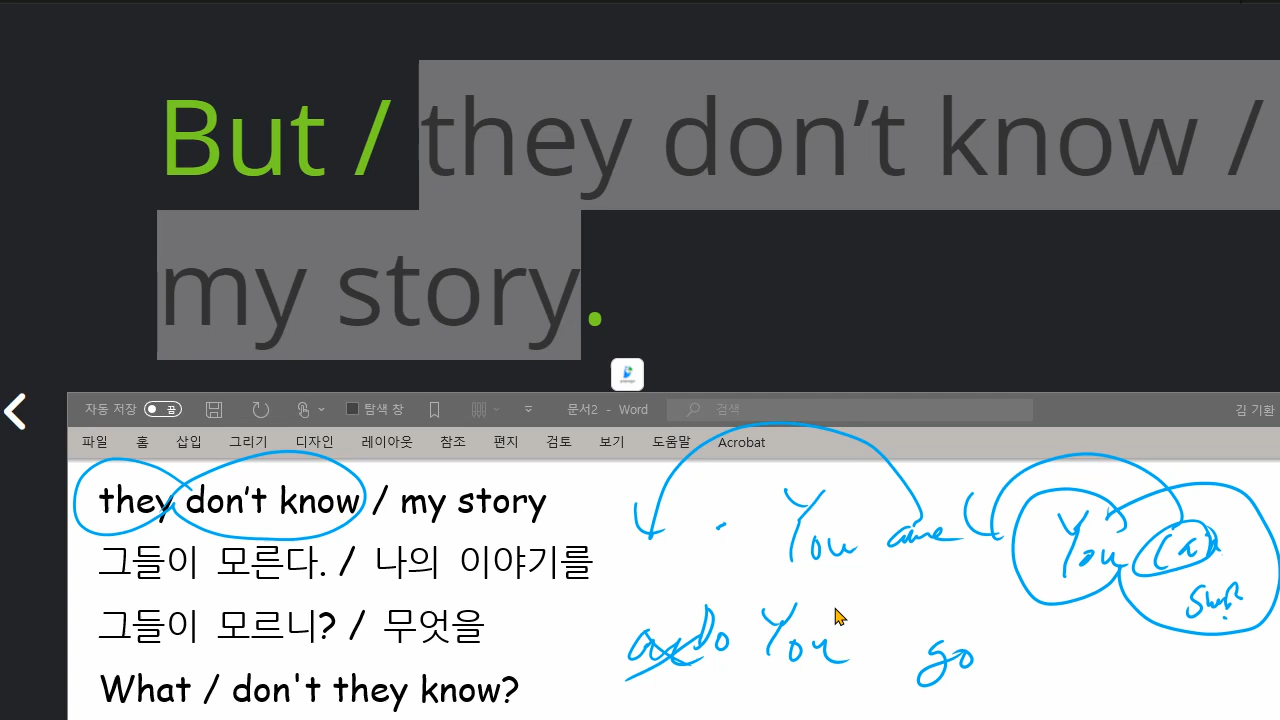 But / they don’t know /
my story.
자동 저장 끔 탐색 창 문서2 - Word 검색 김 기환
파일 홈 삽입 그리기 디자인 레이아웃 참조 편지 검토 보기 도움말 Acrobat
they don’t know / my story
그들이 모른다. / 나의 이야기를
그들이 모르니? / 무엇을
What / don't they know?
You are You
Do You go